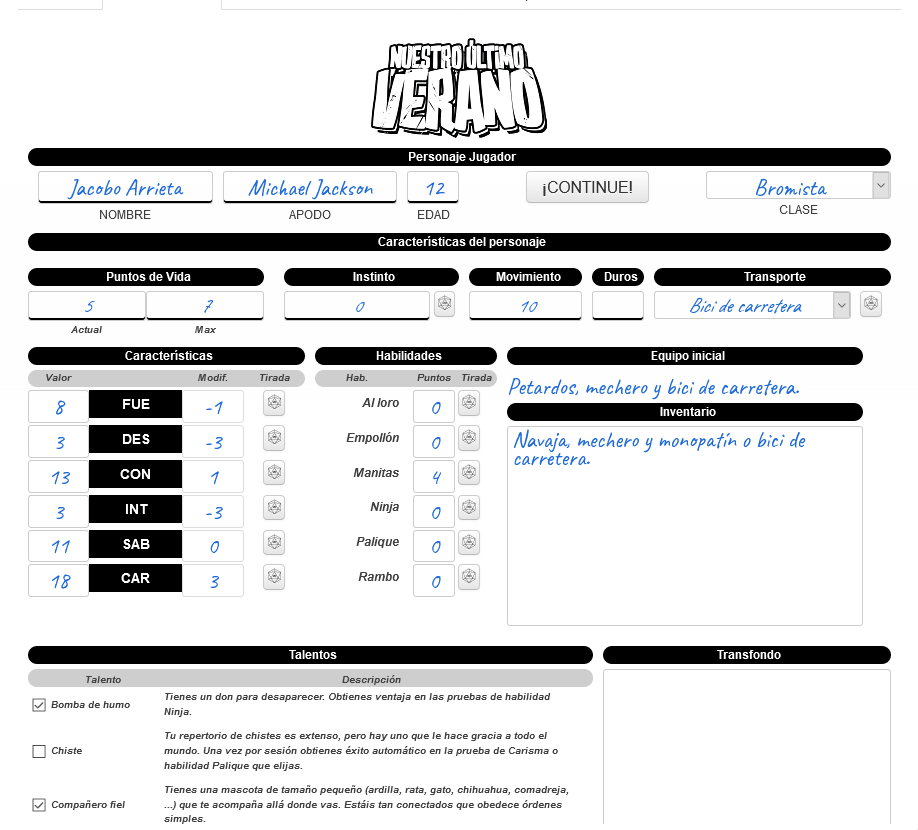 NUESTRO ÚLTIMO
VERANO
Personaje Jugador
Jacobo Arrieta Michael Jackson 12 ¡CONTINUE! Bromista
NOMBRE APODO EDAD CLASE
Características del personaje
Puntos de Vida Instinto Movimiento Duros Transporte
5 7 0 10 Bici de carretera
Actual Max
Características Habilidades Equipo inicial
Valor Modif. Tirada Hab. Puntos Tirada
Petardos, mechero y bici de carretera.
8 FUE -1 Al loro 0
Inventario
3 DES -3 Empollón 0
Navaja, mechero y monopatín o bici de
carretera.
13 CON 1 Manitas 4
3 INT -3 Ninja 0
11 SAB 0 Palique 0
18 CAR 3 Rambo 0
Talentos Transfondo
Talento Descripción
Bomba de humo
Tienes un don para desaparecer. Obtienes ventaja en las pruebas de habilidad
Ninja.
Chiste
Tu repertorio de chistes es extenso, pero hay uno que le hace gracia a todo el
mundo. Una vez por sesión obtienes éxito automático en la prueba de Carisma o
habilidad Palique que elijas.
Compañero fiel
Tienes una mascota de tamaño pequeño (ardilla, rata, gato, chihuahua, comadreja,
...) que te acompaña allá donde vas. Estáis tan conectados que obedece órdenes
simples.